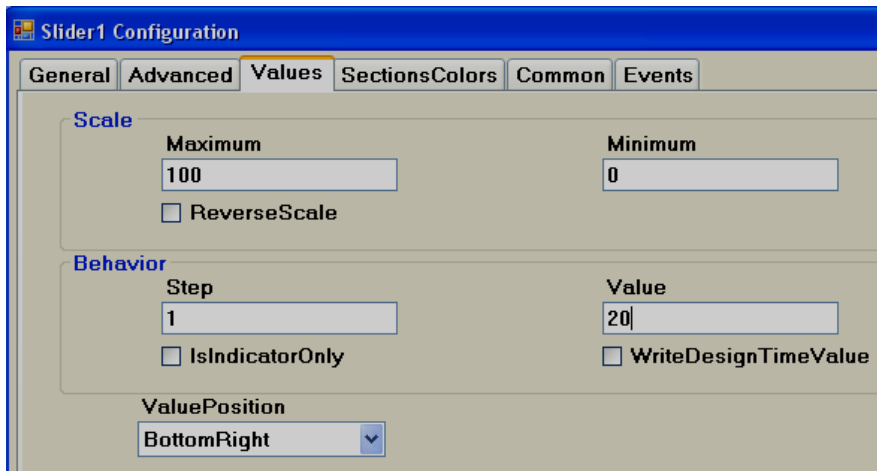 Slider1 Configuration
General Advanced Values SectionsColors Common Events
Scale
Maximum Minimum
100 0
ReverseScale
Behavior
Step Value
1 20
IsIndicatorOnly WriteDesignTimeValue
ValuePosition
BottomRight